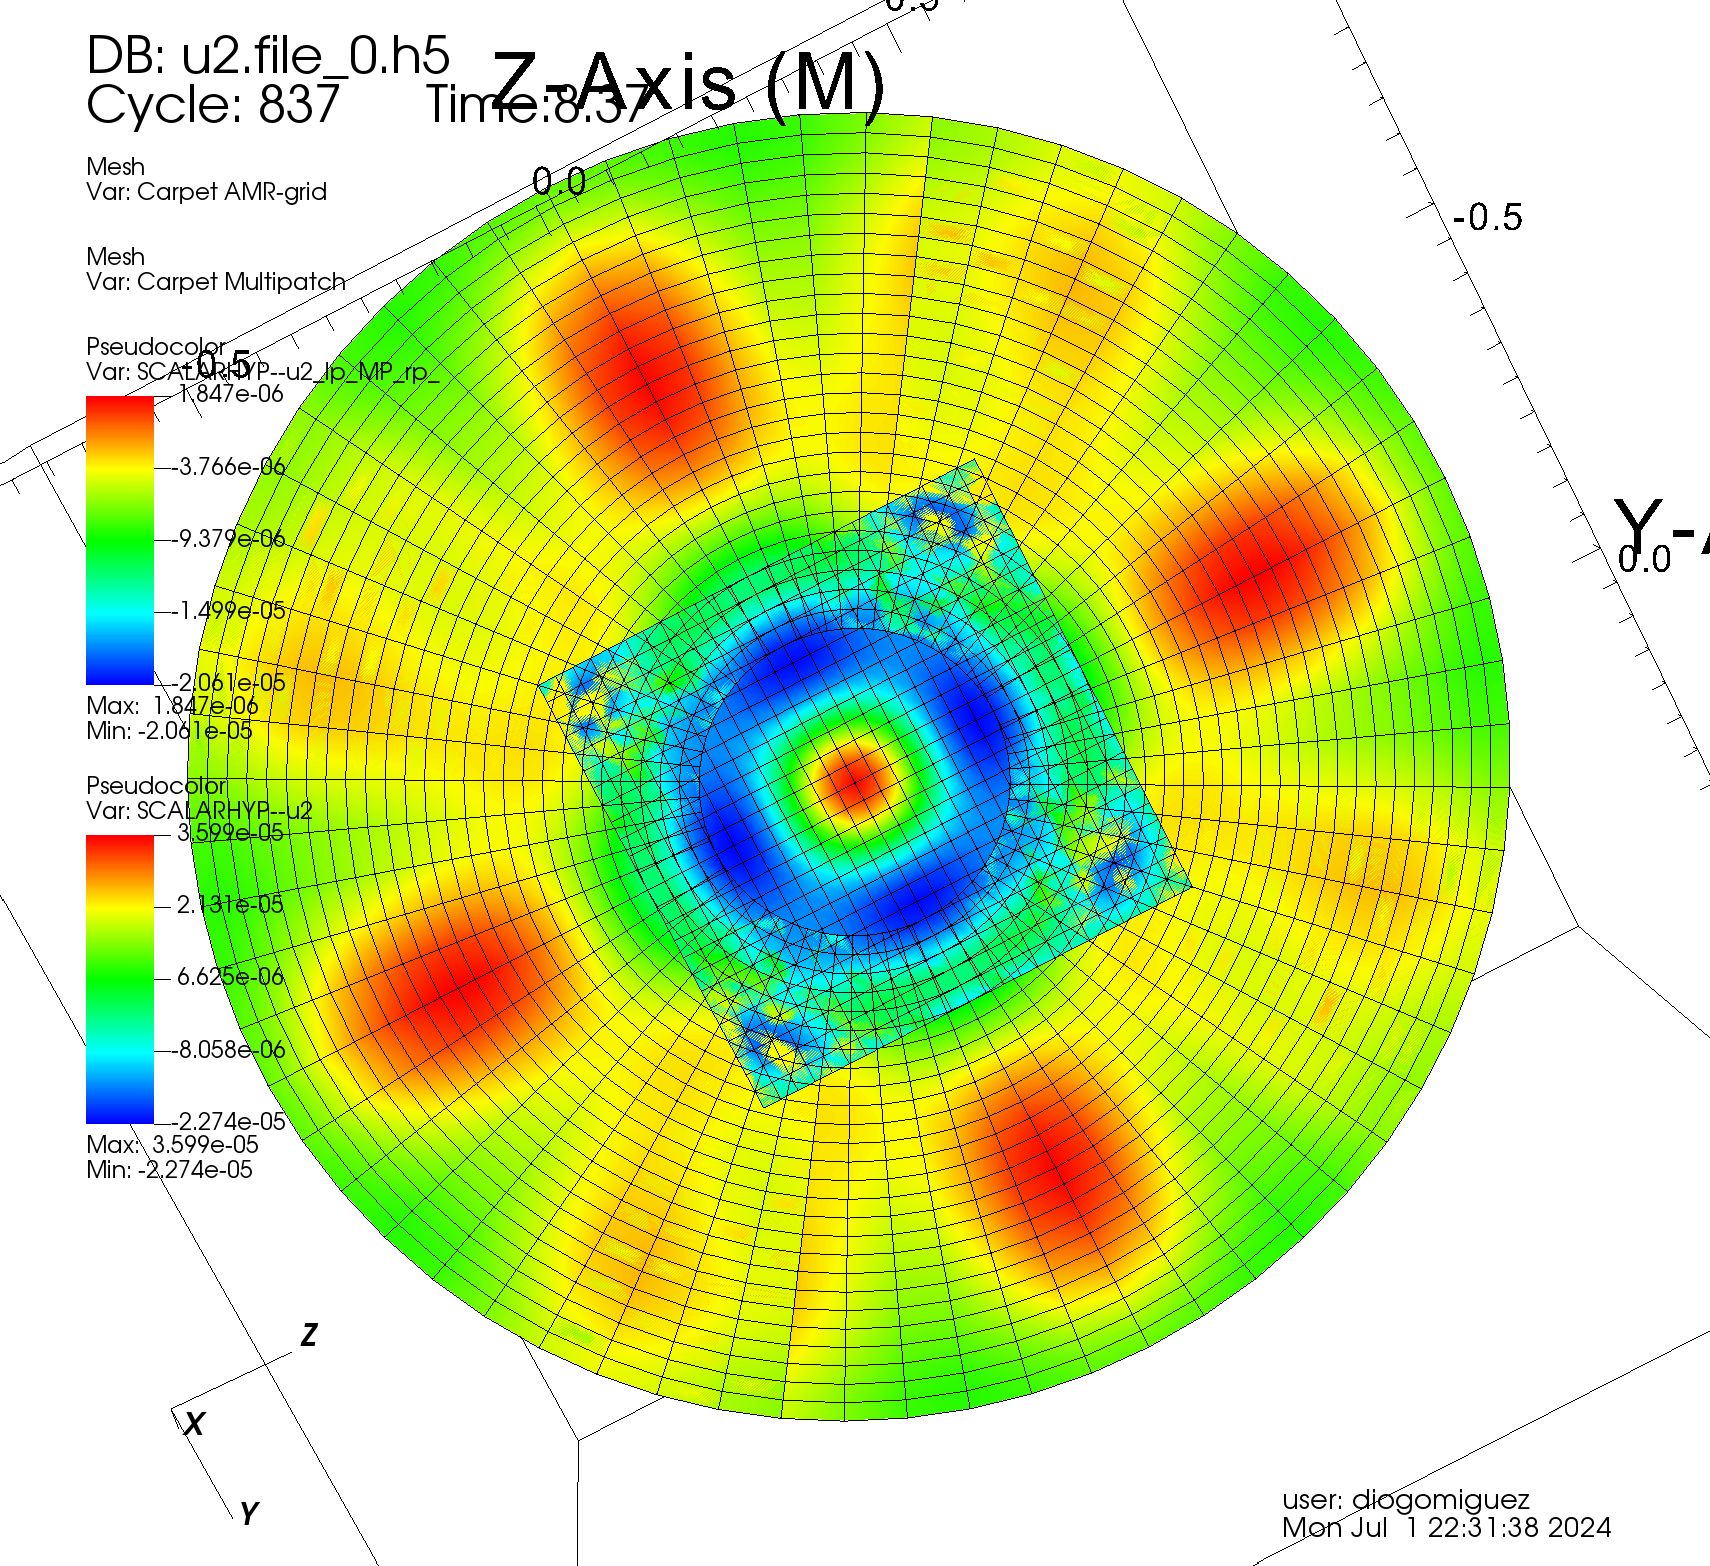 DB: u2.file_0.h5
Cycle: 837 Time:8.37
Z-Axis (M)
0.5
0.0
-0.5
-0.5
0.0
Mesh
Var: Carpet AMR-grid
Mesh
Var: Carpet Multipatch
Pseudocolor
Var: SCALARHYP--u2_lp_MP_rp_
1.847e-06
-3.766e-06
-9.379e-06
-1.499e-05
-2.061e-05
Max: 1.847e-06
Min: -2.061e-05
Pseudocolor
Var: SCALARHYP--u2
3.599e-05
2.131e-05
6.625e-06
-8.058e-06
-2.274e-05
Max: 3.599e-05
Min: -2.274e-05
Z
X
Y
user: diogomiguez
Mon Jul 1 22:31:38 2024